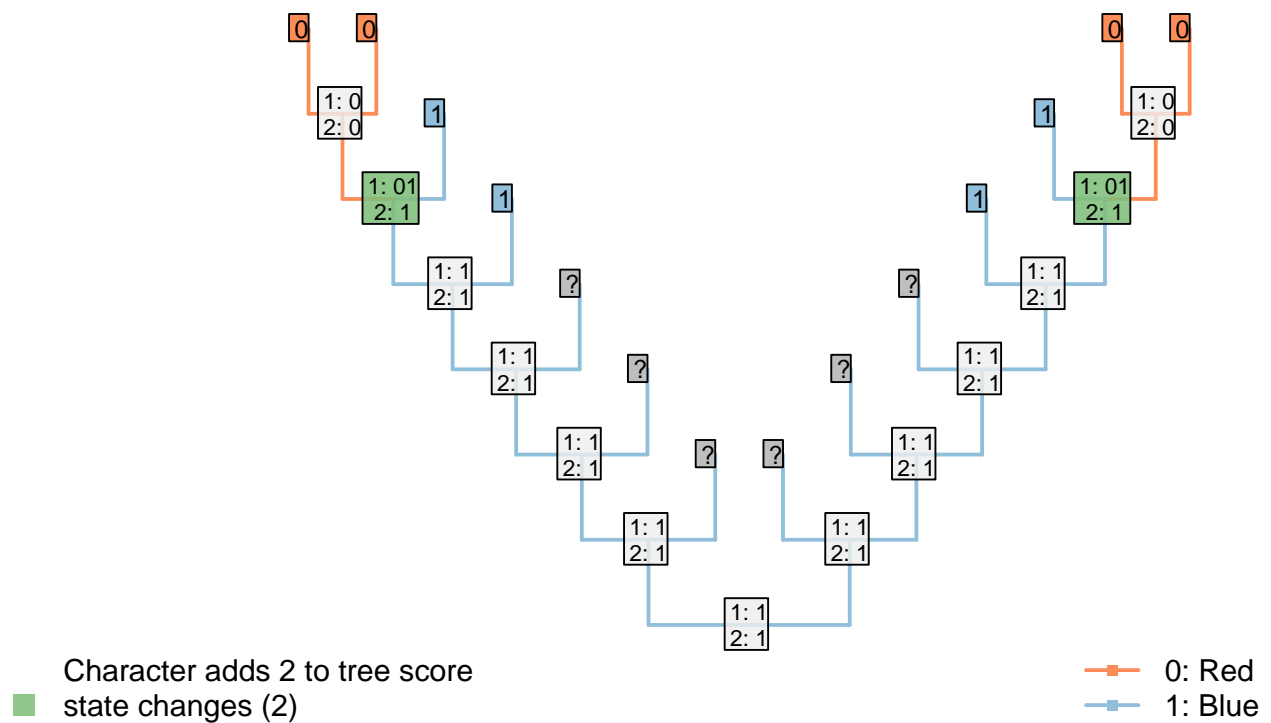 0 0 0 0
1: 0 1: 0
2: 0 2: 0
1 1
1: 01 1: 01
2: 1 2: 1
1 1
1: 1 1: 1
2: 1 2: 1
? ?
1: 1 1: 1
2: 1 2: 1
? ?
1: 1 1: 1
2: 1 2: 1
? ?
1: 1 1: 1
2: 1 2: 1
1: 1
2: 1
Character adds 2 to tree score
state changes (2)
0: Red
1: Blue